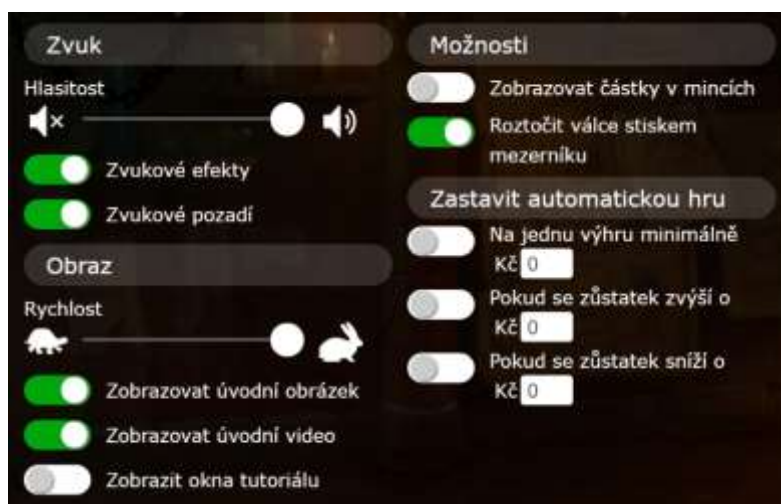 Zvuk
Hlasitost
Zvukové efekty
Zvukové pozadí
Obraz
Rychlost
Zobrazovat úvodní obrázek
Zobrazovat úvodní video
Zobrazit okna tutoriálu
Možnosti
Zobrazovat částky v mincích
Roztočit válce stiskem
mezerníku
Zastavit automatickou hru
Na jednu výhru minimálně
Kč 0
Pokud se zůstatek zvýší o
Kč 0
Pokud se zůstatek sníží o
Kč 0